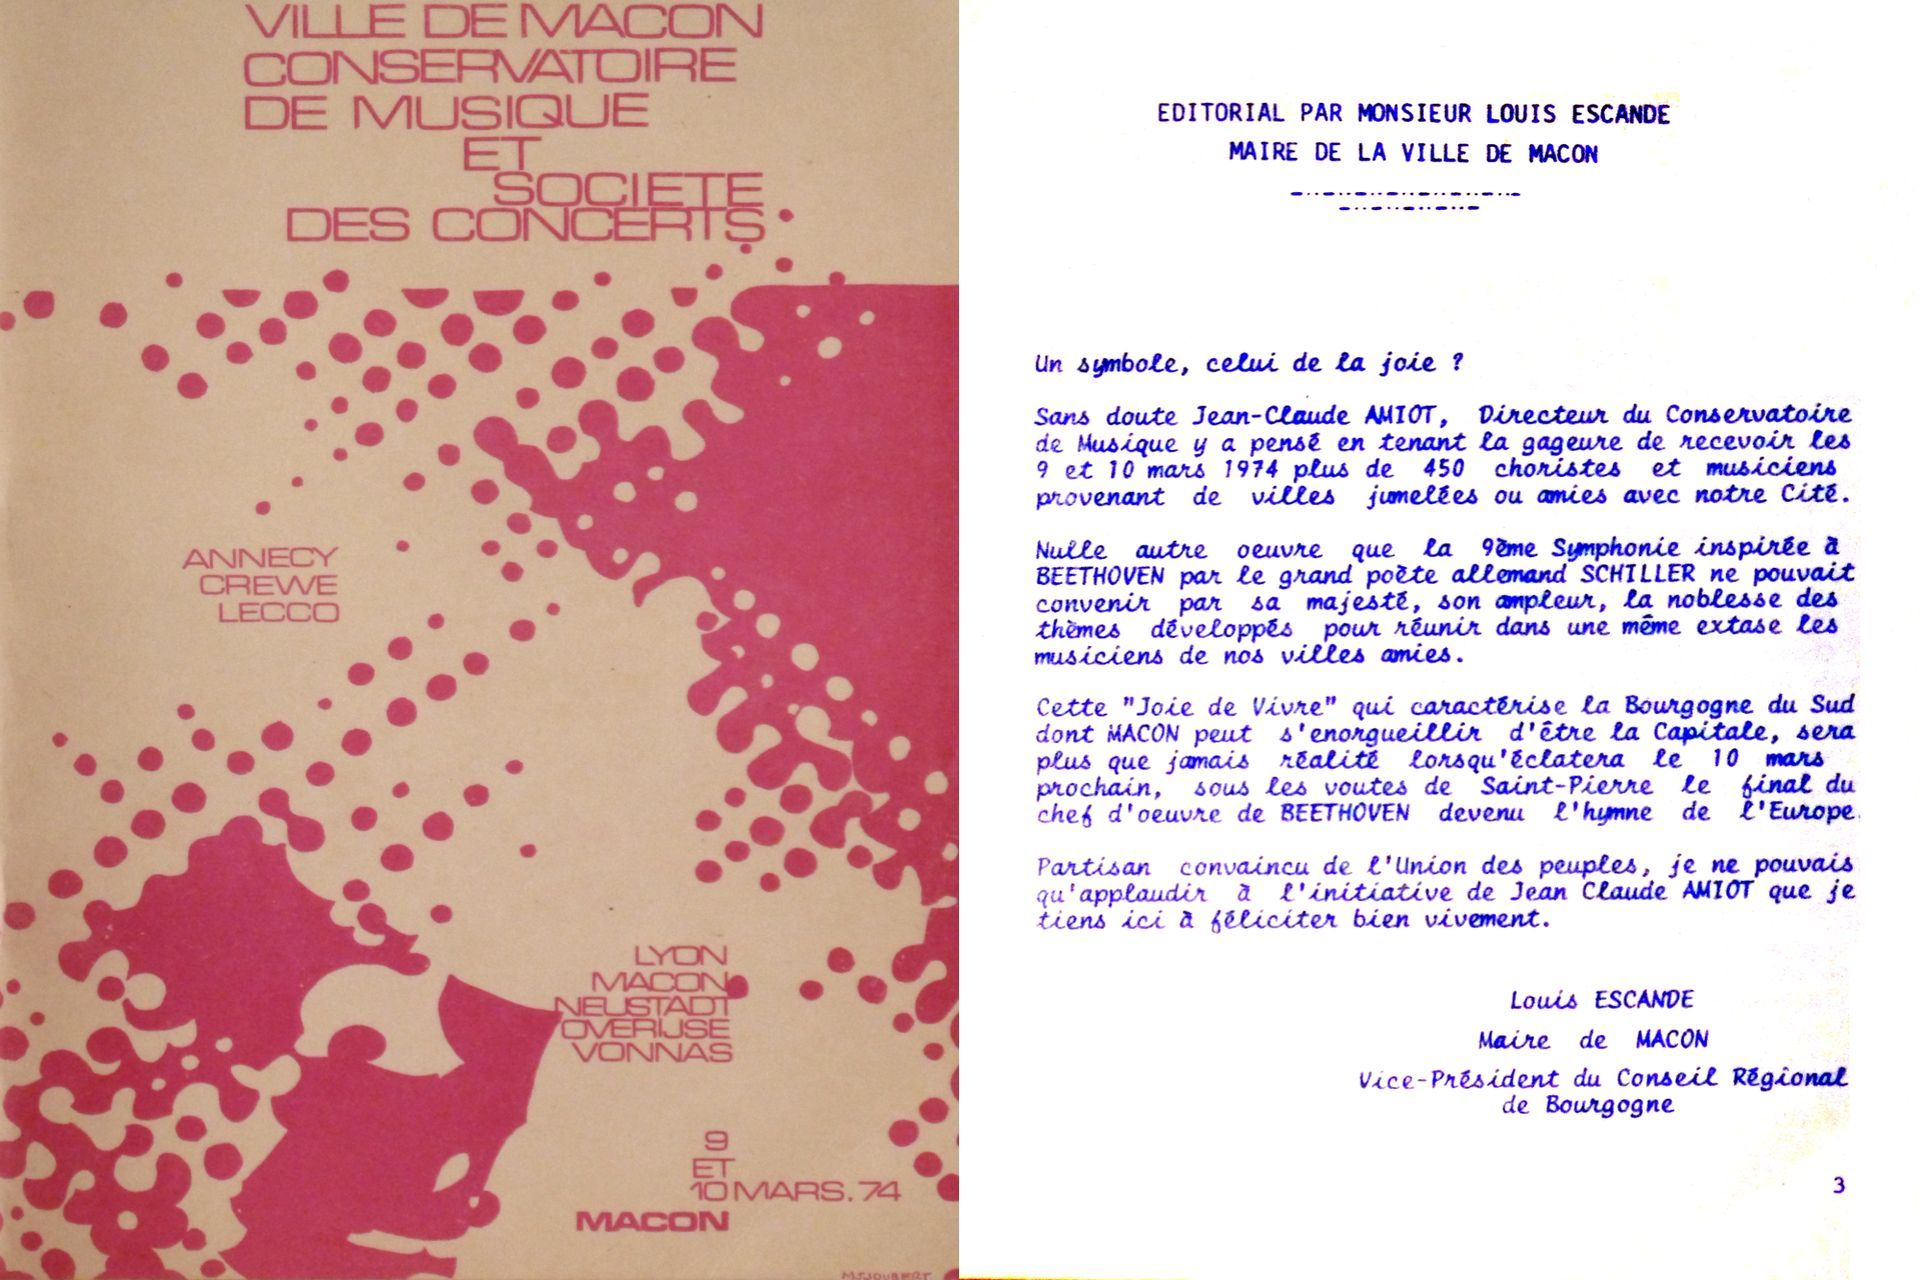 VILLE DE MACON
CONSERVATOIRE
DE MUSIQUE
ET
SOCIETE
DES CONCERTS
ANNECY
CREWE
LECCO
LYON
MACON
NEUSTADT
OVERIJSE
VONNAS
9
ET
10 MARS. 74
MACON
M.T.JOUBERT
EDITORIAL PAR MONSIEUR LOUIS ESCANDE
MAIRE DE LA VILLE DE MACON
Un symbole, celui de la joie ?
Sans doute Jean-Claude AMIOT, Directeur du Conservatoire
de Musique y a pensé en tenant la gageure de recevoir les
9 et 10 mars 1974 plus de 450 choristes et musiciens
provenant de villes jumelées ou amies avec notre Cité.
Nulle autre oeuvre que la 9ème Symphonie inspirée à
BEETHOVEN par le grand poète allemand SCHILLER ne pouvait
convenir par sa majesté, son ampleur, la noblesse des
thèmes développés pour réunir dans une même extase les
musiciens de nos villes amies.
Cette "Joie de Vivre" qui caractérise la Bourgogne du Sud
dont MACON peut s'enorgueillir d'être la Capitale, sera
plus que jamais réalité lorsqu'éclatera le 10 mars
prochain, sous les voutes de Saint-Pierre le final du
chef d'oeuvre de BEETHOVEN devenu l'hymne de l'Europe.
Partisan convaincu de l'Union des peuples, je ne pouvais
qu'applaudir à l'initiative de Jean Claude AMIOT que je
tiens ici à féliciter bien vivement.
Louis ESCANDE
Maire de MACON
Vice-Président du Conseil Régional
de Bourgogne
3